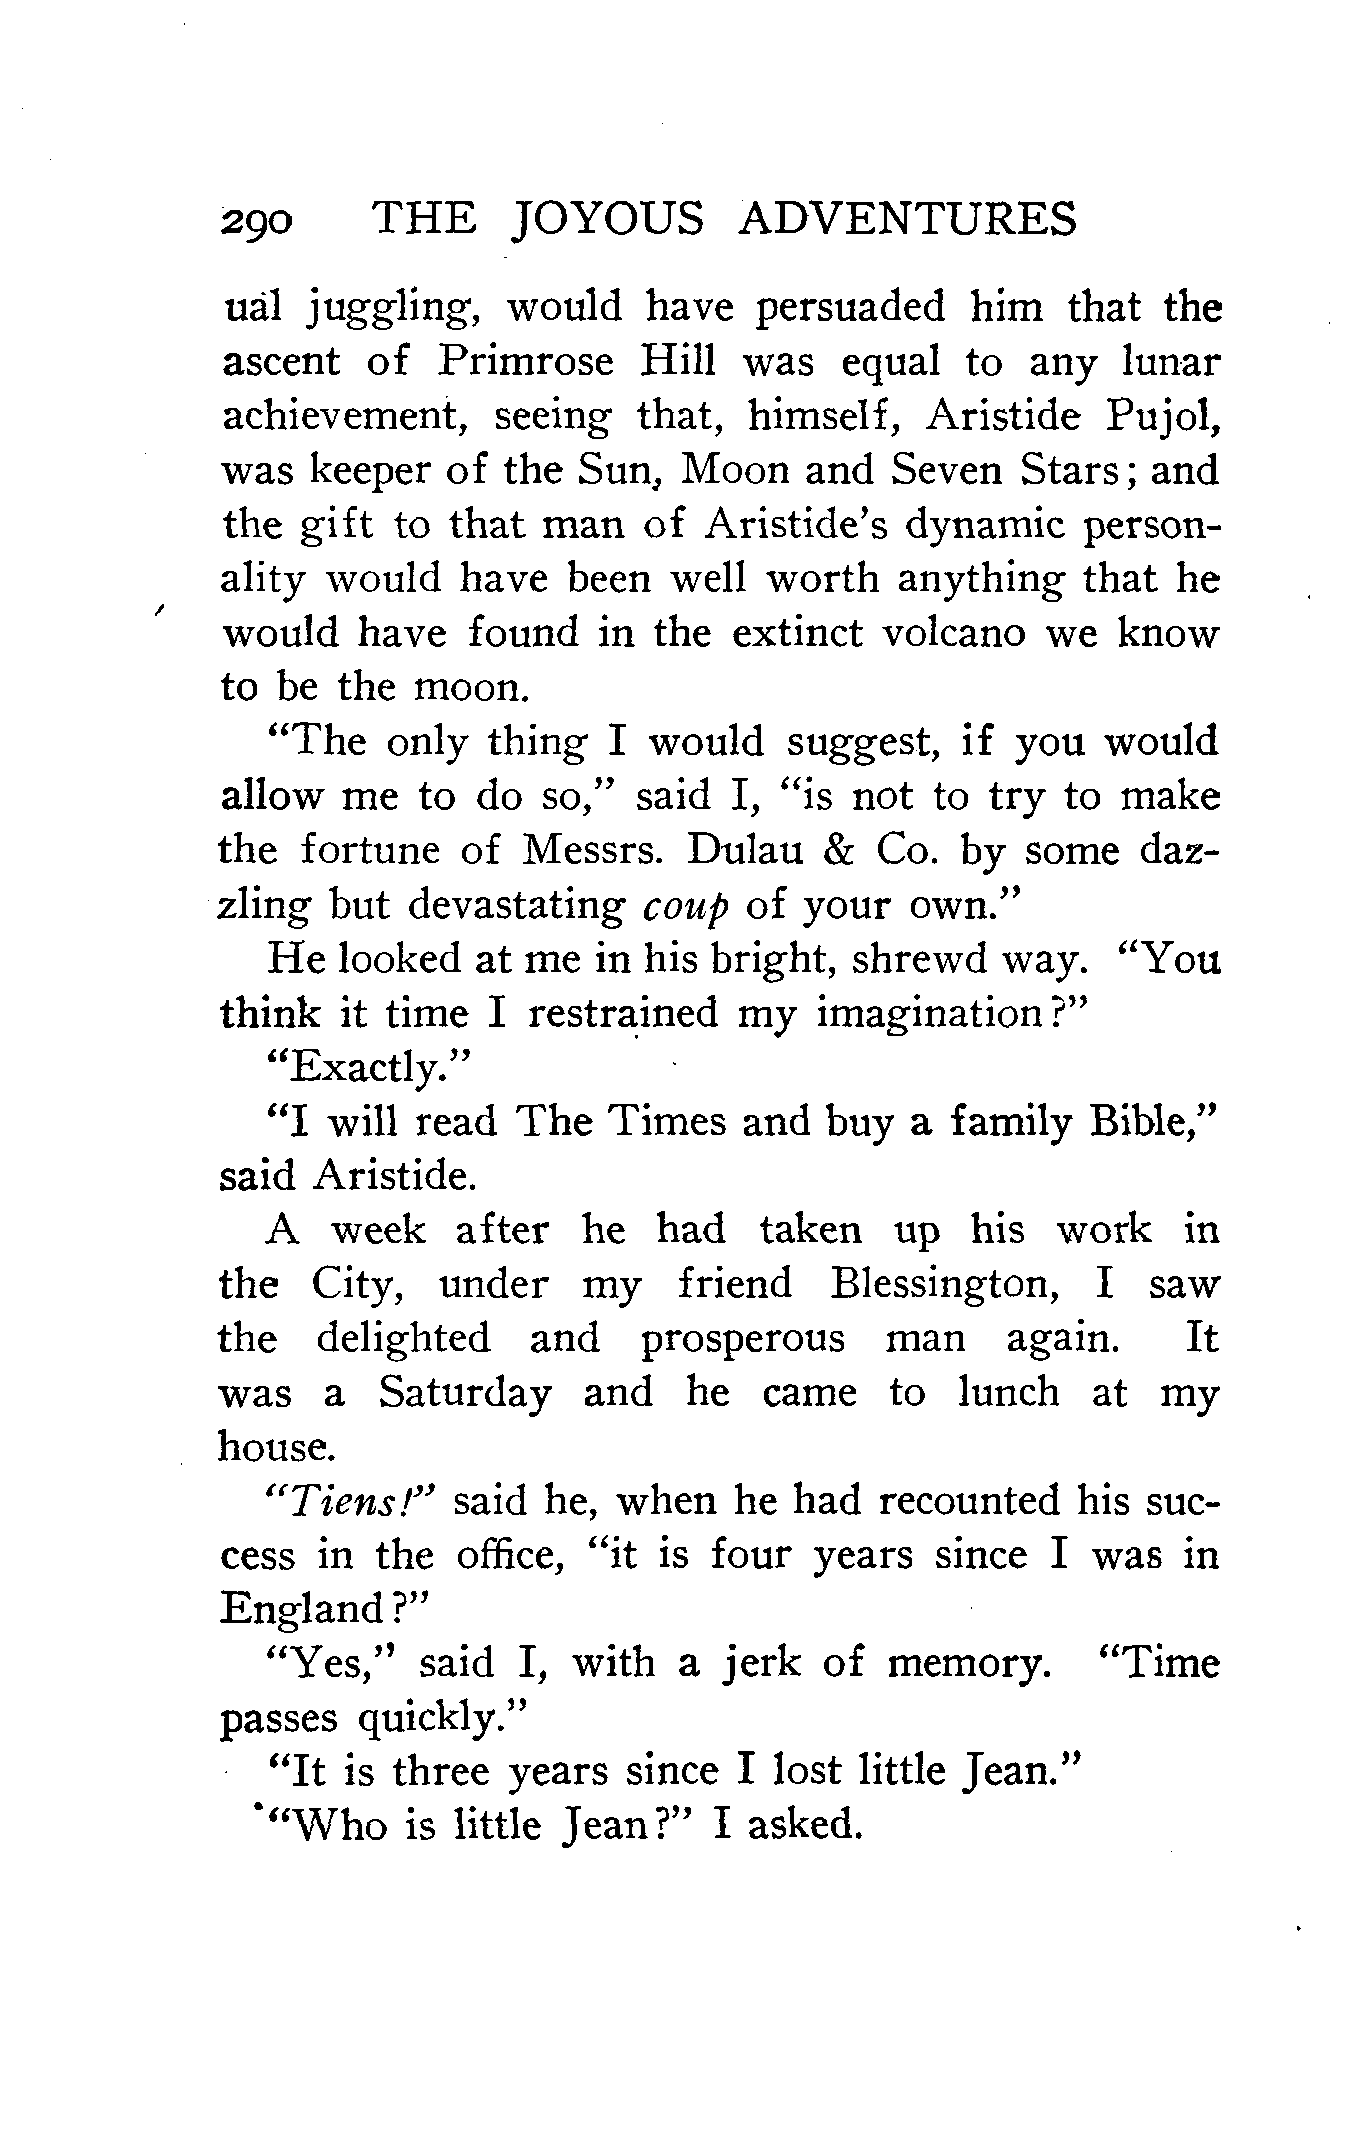 290 THE JOYOUS ADVENTURES
ual juggling, would have persuaded him that the
ascent of Primrose Hill was equal to any lunar
achievement, seeing that, himself, Aristide Pujol,
was keeper of the Sun, Moon and Seven Stars; and
the gift to that man of Aristide's dynamic person-
ality would have been well worth anything that he
would have found in the extinct volcano we know
to be the moon.
"The only thing I would suggest, if you would
allow me to do so," said I, "is not to try to make
the fortune of Messrs. Dulau & Co. by some daz-
zling but devastating coup of your own."
He looked at me in his bright, shrewd way. "You
think it time I restrained my imagination?"
"Exactly."
"I will read The Times and buy a family Bible,"
said Aristide.
A week after he had taken up his work in
the City, under my friend Blessington, I saw
the delighted and prosperous man again. It
was a Saturday and he came to lunch at my
house.
"Tiens!" said he, when he had recounted his suc-
cess in the office, "it is four years since I was in
England?"
"Yes," said I, with a jerk of memory. "Time
passes quickly."
"It is three years since I lost little Jean."
"Who is little Jean?" I asked.